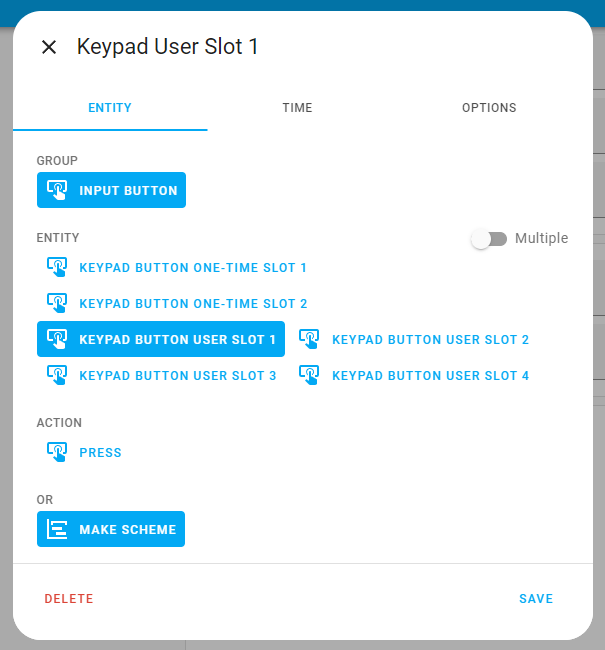 Keypad User Slot 1
ENTITY TIME OPTIONS
GROUP
INPUT BUTTON
ENTITY Multiple
KEYPAD BUTTON ONE-TIME SLOT 1
KEYPAD BUTTON ONE-TIME SLOT 2
KEYPAD BUTTON USER SLOT 1 KEYPAD BUTTON USER SLOT 2
KEYPAD BUTTON USER SLOT 3 KEYPAD BUTTON USER SLOT 4
ACTION
PRESS
OR
MAKE SCHEME
DELETE SAVE